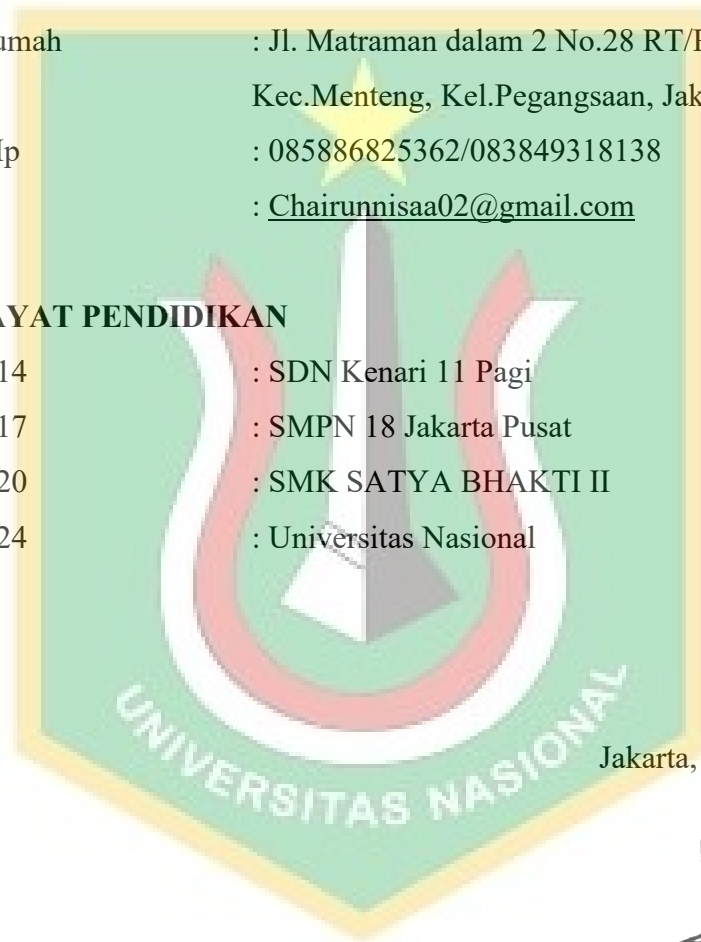 umah : Jl. Matraman dalam 2 No.28 RT/
Kec.Menteng, Kel.Pegangsaan, Jak
Hp : 085886825362/083849318138
: Chairunnisaa02@gmail.com
AYAT PENDIDIKAN
14 : SDN Kenari 11 Pagi
17 : SMPN 18 Jakarta Pusat
20 : SMK SATYA BHAKTI II
24 : Universitas Nasional
Jakarta,
UNIVERSITAS NASIONAL